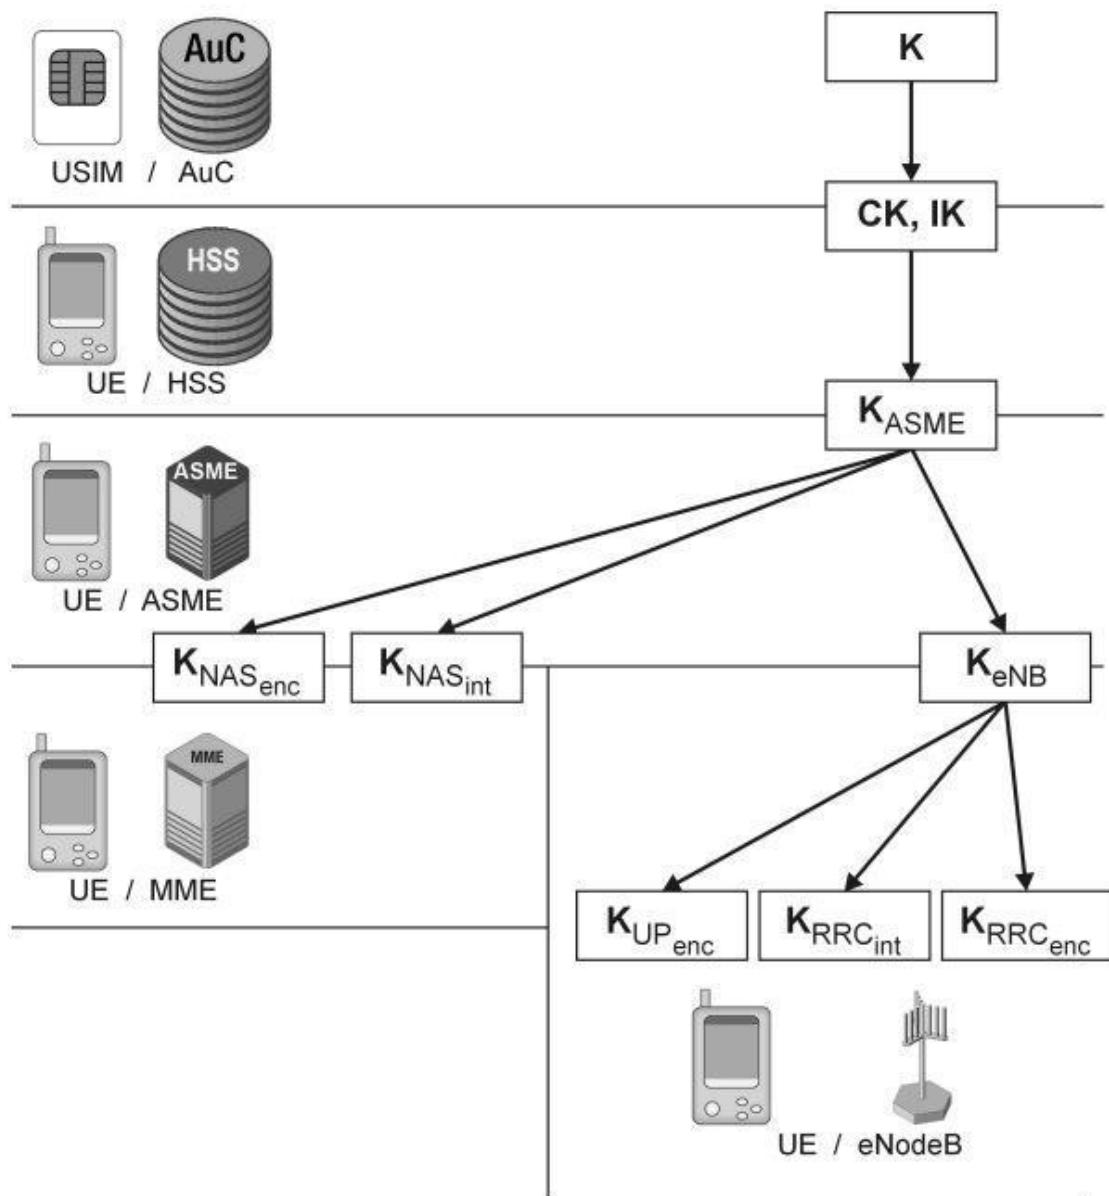 AuC
K
USIM / AuC
CK, IK
HSS
UE / HSS
KASME
ASME
UE / ASME
KNASenc
KNASint
KeNB
MME
UE / MME
KUPenc
KRRCint
KRRCenc
UE / eNodeB